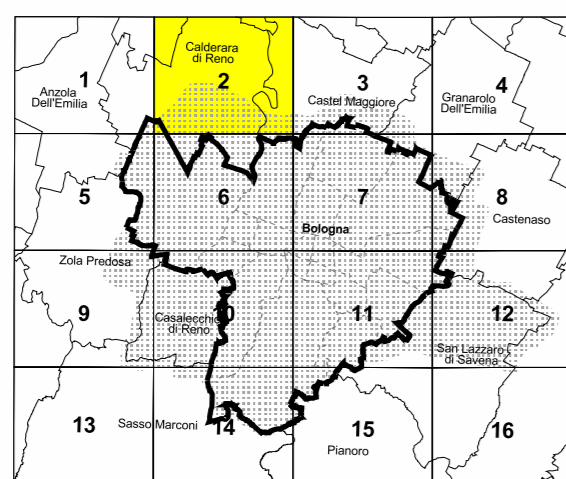 Calderara
di Reno
1
2
3
4
Anzola
Dell'Emilia
Castel Maggiore
Granarolo
Dell'Emilia
5
6
7
8
Castenaso
Bologna
Zola Predosa
9
10
11
12
Casalecchio
di Reno
San Lazzaro
di Savena
13
Sasso Marconi
14
15
16
Pianoro